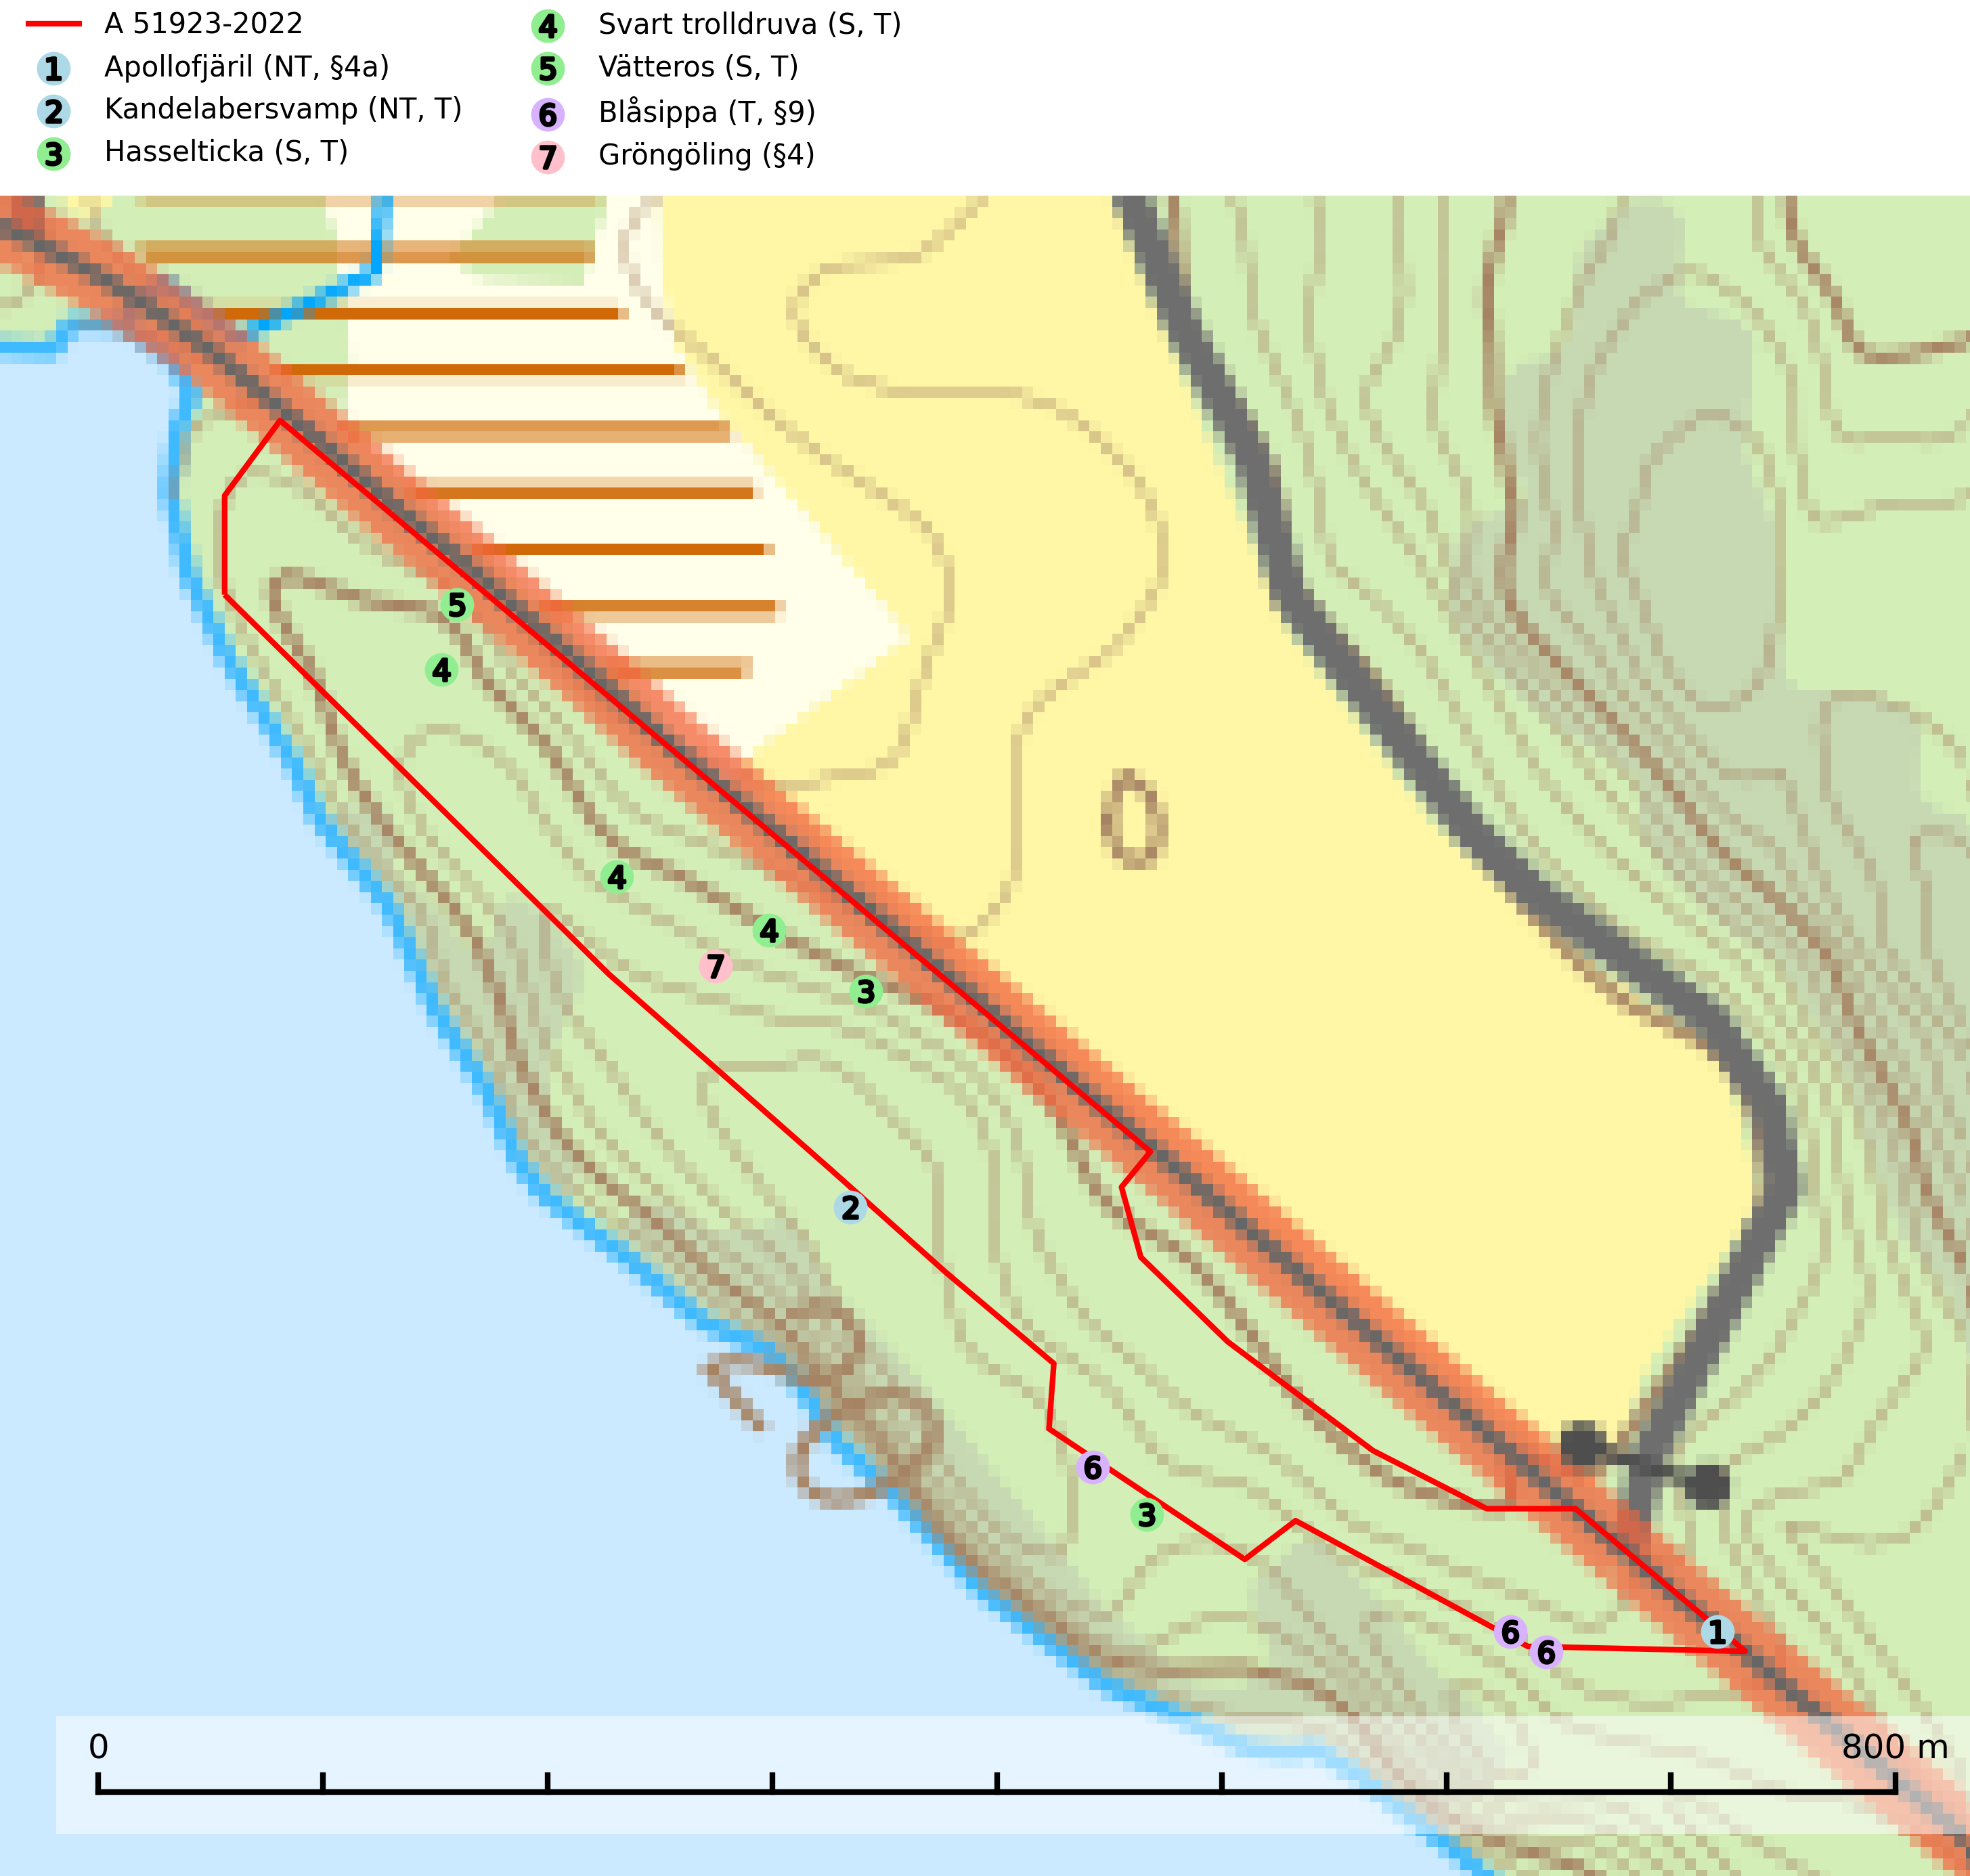 A 51923-2022
1 Apollofjäril (NT, §4a)
2 Kandelabersvamp (NT, T)
3 Hasselticka (S, T)
4 Svart trolldruva (S, T)
5 Vätteros (S, T)
6 Blåsippa (T, §9)
7 Gröngöling (§4)
5
4
4
4
7
3
2
6
3
6
6
1
0
800 m